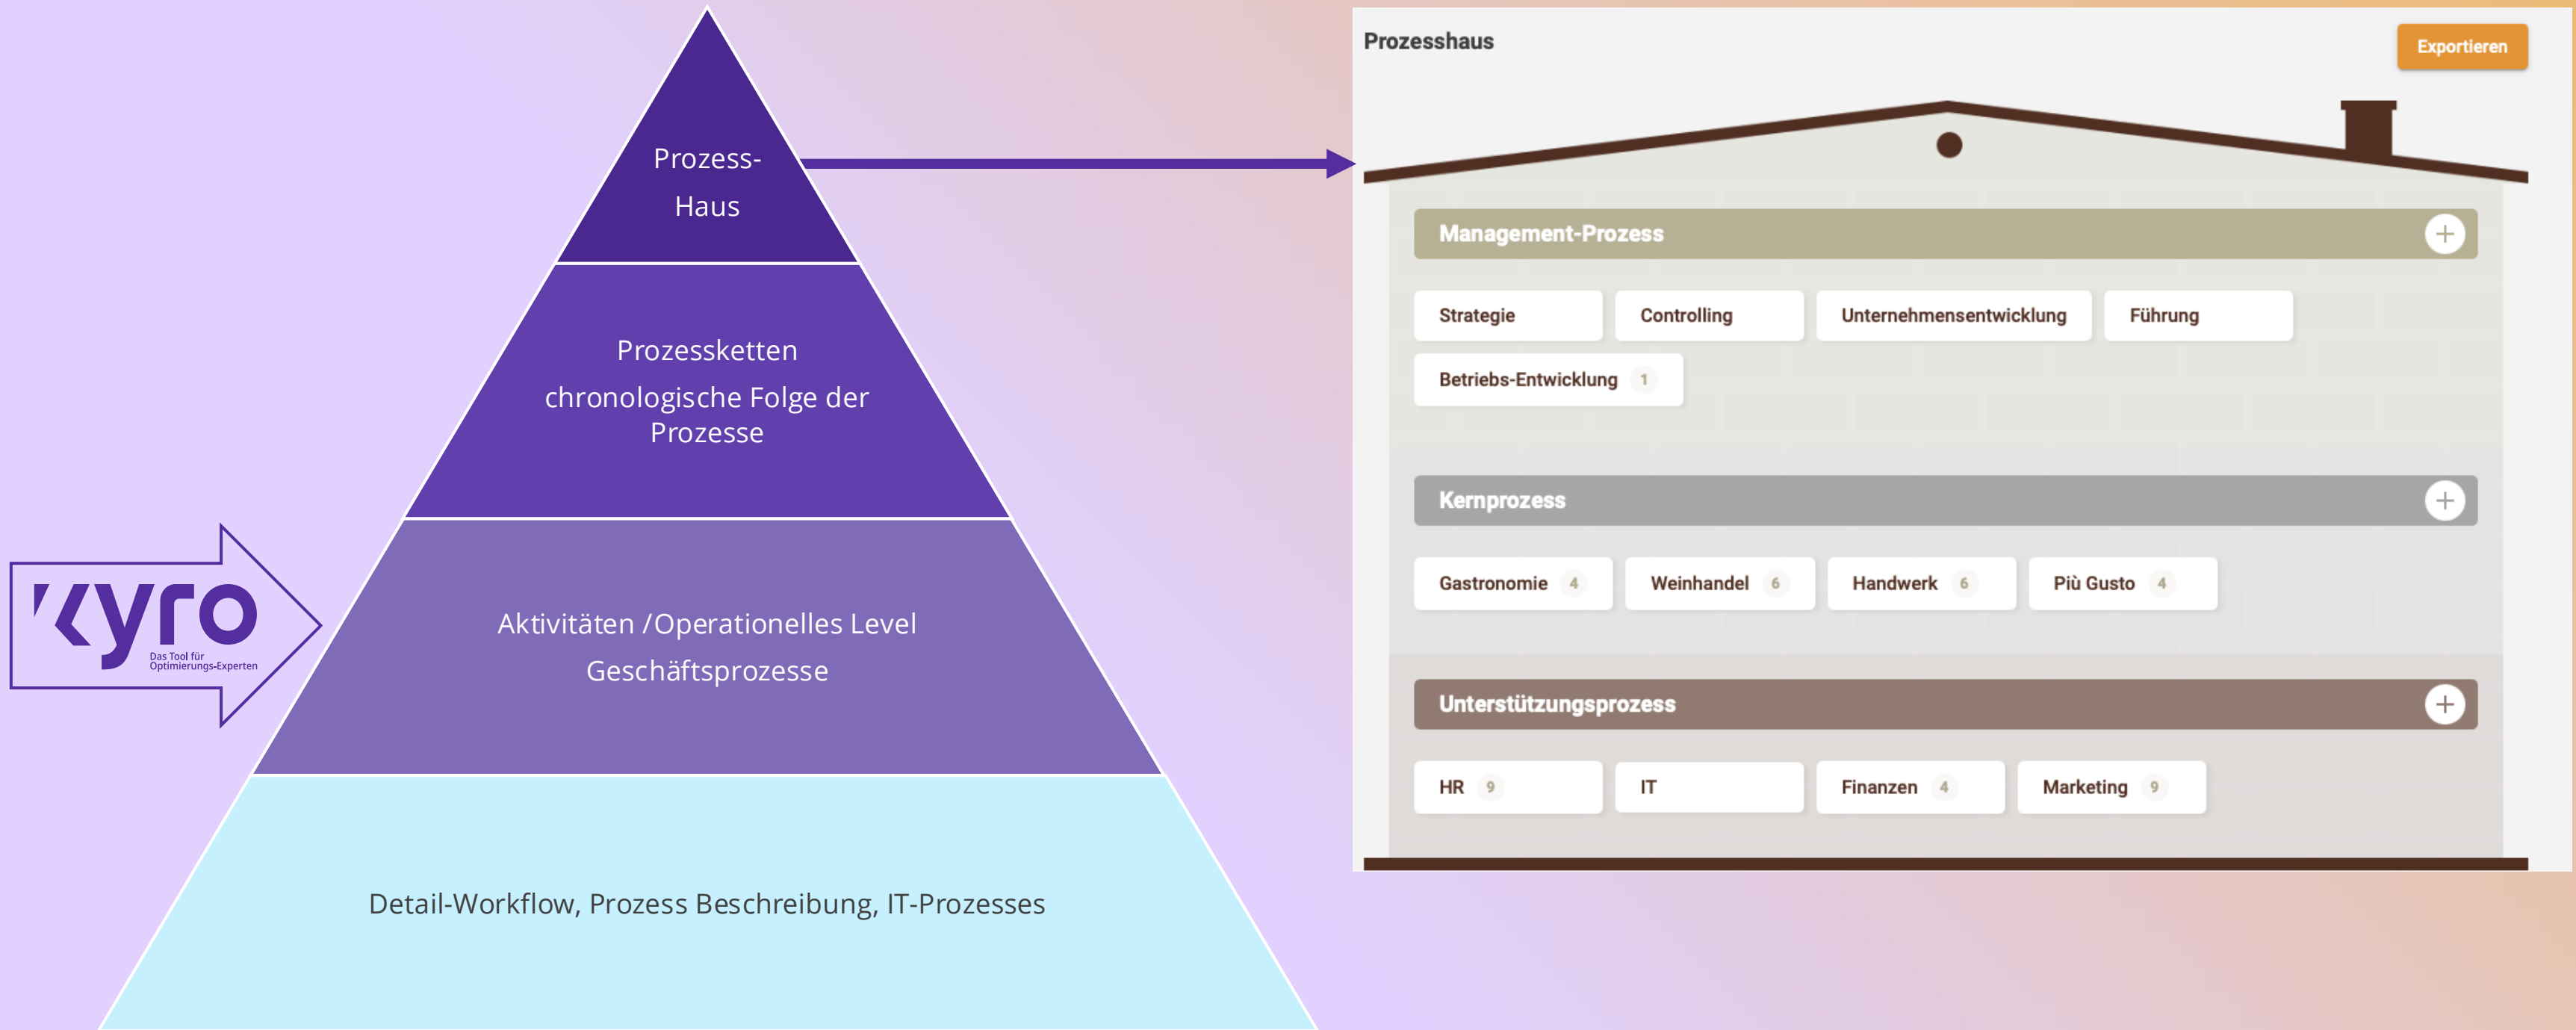 Prozess-
Haus
Prozessketten
chronologische Folge der
Prozesse
Aktivitäten /Operationelles Level
Geschäftsprozesse
Detail-Workflow, Prozess Beschreibung, IT-Prozesses
kyro
Das Tool für
Optimierungs-Experten
Prozesshaus
Exportieren
Management-Prozess +
Strategie Controlling Unternehmensentwicklung Führung
Betriebs-Entwicklung 1
Kernprozess +
Gastronomie 4 Weinhandel 6 Handwerk 6 Più Gusto 4
Unterstützungsprozess +
HR 9 IT Finanzen 4 Marketing 9